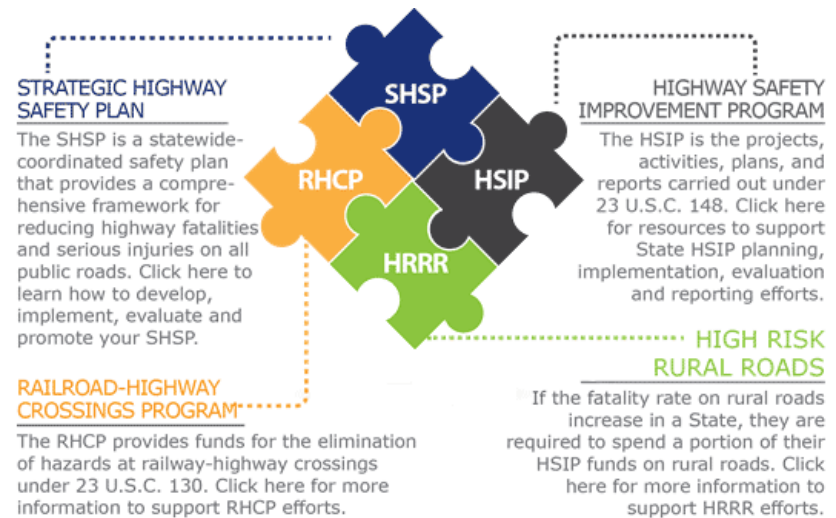 SHSP
RHCP
HSIP
HRRR
STRATEGIC HIGHWAY
SAFETY PLAN
The SHSP is a statewide-
coordinated safety plan
that provides a compre-
hensive framework for
reducing highway fatalities
and serious injuries on all
public roads. Click here to
learn how to develop,
implement, evaluate and
promote your SHSP.
HIGHWAY SAFETY
IMPROVEMENT PROGRAM
The HSIP is the projects,
activities, plans, and
reports carried out under
23 U.S.C. 148. Click here
for resources to support
State HSIP planning,
implementation, evaluation
and reporting efforts.
RAILROAD-HIGHWAY
CROSSINGS PROGRAM
The RHCP provides funds for the elimination
of hazards at railway-highway crossings
under 23 U.S.C. 130. Click here for more
information to support RHCP efforts.
HIGH RISK
RURAL ROADS
If the fatality rate on rural roads
increase in a State, they are
required to spend a portion of their
HSIP funds on rural roads. Click
here for more information to
support HRRR efforts.